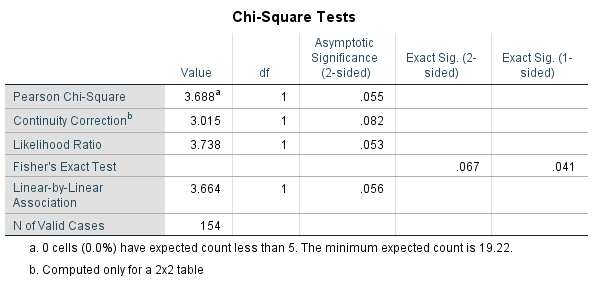 Chi-Square Tests
Value df Asymptotic Significance (2-sided) Exact Sig. (2-sided) Exact Sig. (1-sided)
Pearson Chi-Square 3.688a 1 .055
Continuity Correctionb 3.015 1 .082
Likelihood Ratio 3.738 1 .053
Fisher's Exact Test .067 .041
Linear-by-Linear Association 3.664 1 .056
N of Valid Cases 154
a. 0 cells (0.0%) have expected count less than 5. The minimum expected count is 19.22.
b. Computed only for a 2x2 table